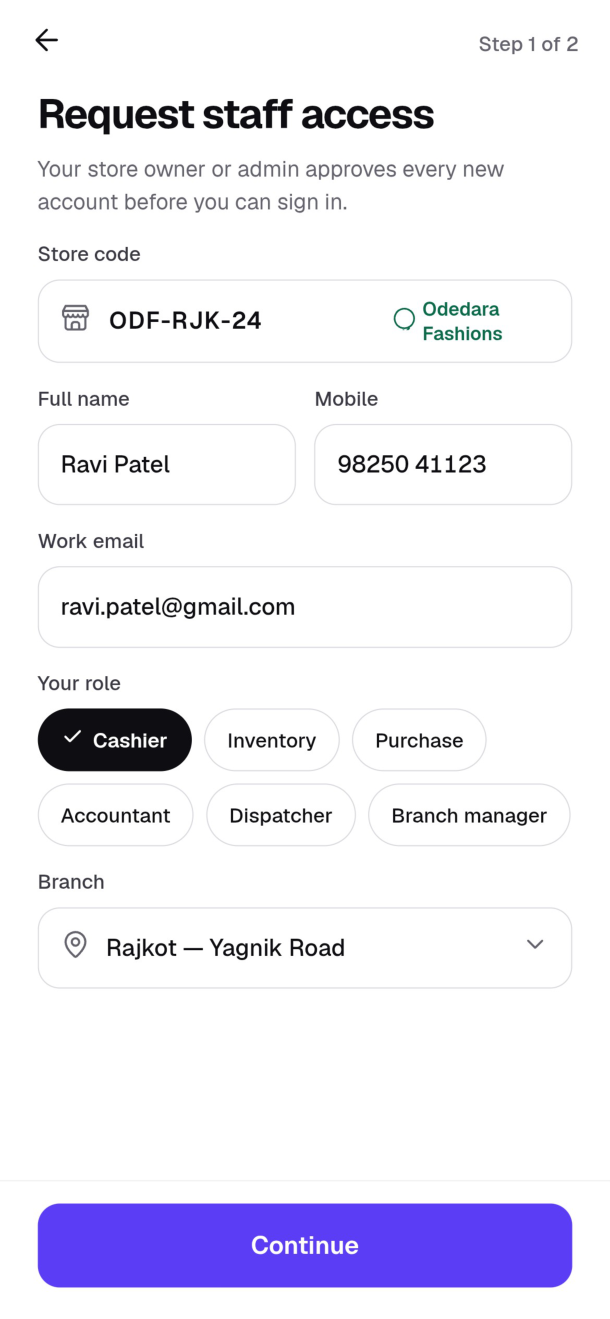 Step 1 of 2
Request staff access
Your store owner or admin approves every new
account before you can sign in.
Store code
ODF-RJK-24
Odedara
Fashions
Full name
Mobile
Ravi Patel
98250 41123
Work email
ravi.patel@gmail.com
Your role
Cashier
Inventory
Purchase
Accountant
Dispatcher
Branch manager
Branch
Rajkot — Yagnik Road
Continue